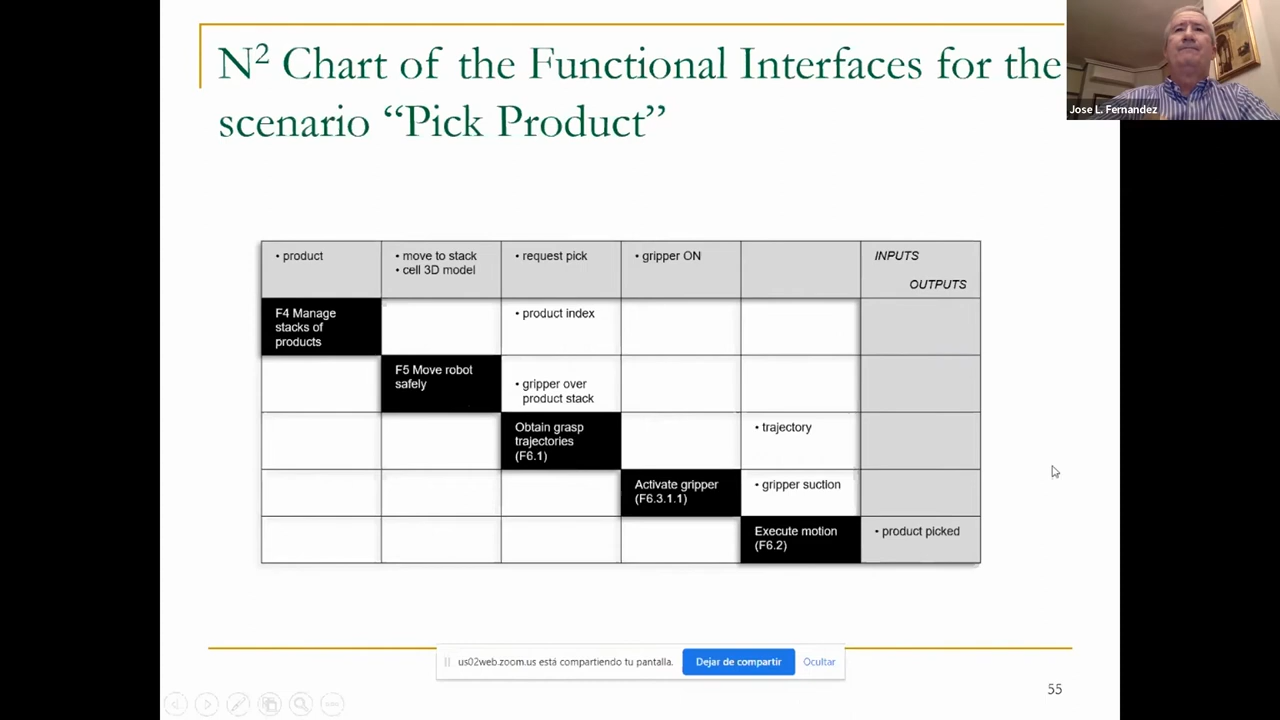 N² Chart of the Functional Interfaces for the
scenario “Pick Product”
Jose L. Fernandez
• product
• move to stack
• cell 3D model
• request pick
• gripper ON
INPUTS
OUTPUTS
F4 Manage
stacks of
products
• product index
F5 Move robot
safely
• gripper over
product stack
Obtain grasp
trajectories
(F6.1)
• trajectory
Activate gripper
(F6.3.1.1)
• gripper suction
Execute motion
(F6.2)
• product picked
us02web.zoom.us está compartiendo tu pantalla.
Dejar de compartir
Ocultar
55